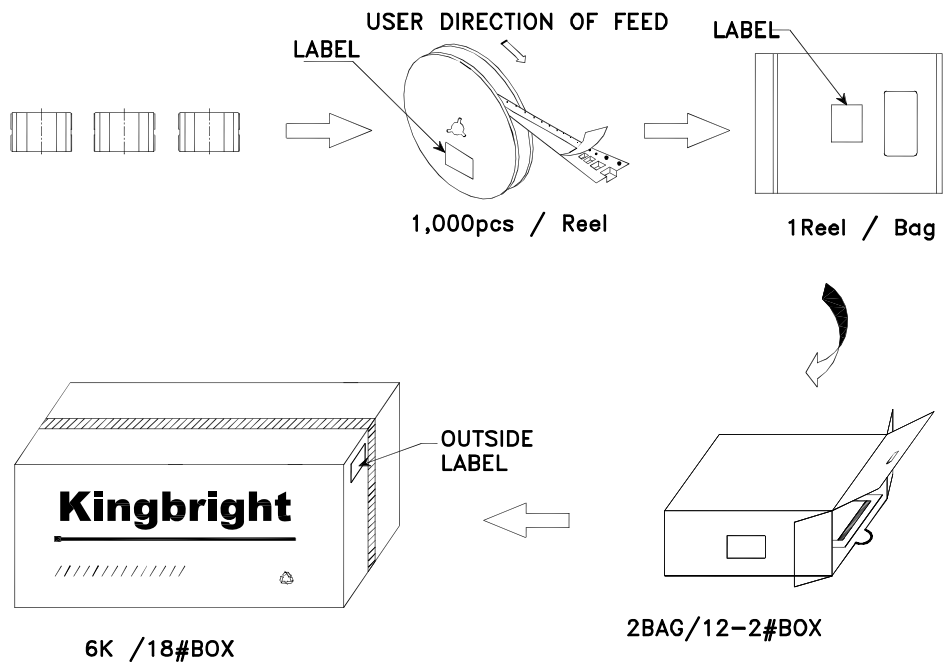 USER DIRECTION OF FEED
LABEL
LABEL
1,000pcs / Reel
1Reel / Bag
OUTSIDE
LABEL
Kingbright
2BAG/12-2#BOX
6K /18#BOX